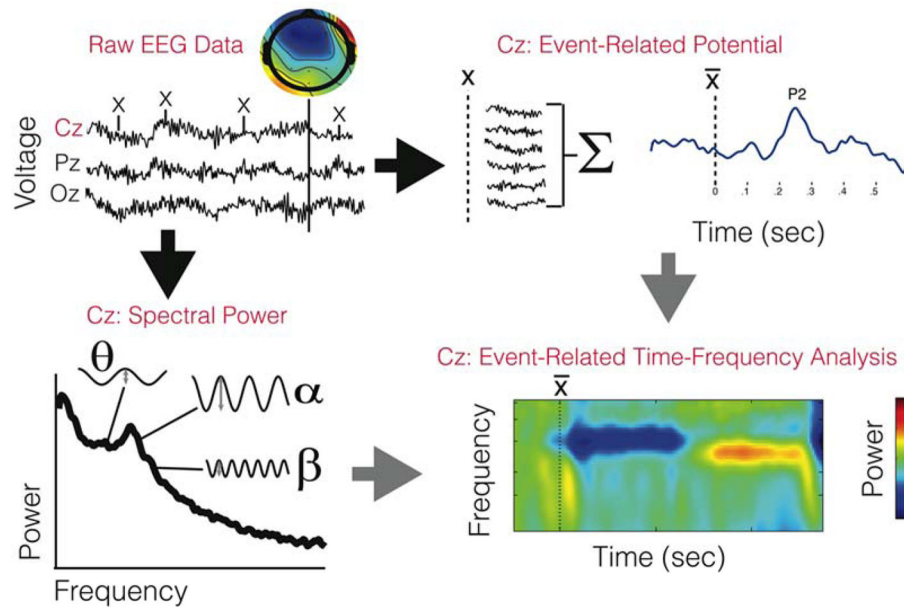 Raw EEG Data
X X X X
Cz
Pz
Oz
Voltage
Cz: Event-Related Potential
X
Σ
X̅
P2
0 .1 .2 .3 .4 .5
Time (sec)
Cz: Spectral Power
θ
α
β
Power
Frequency
Cz: Event-Related Time-Frequency Analysis
X̅
Frequency
Time (sec)
Power